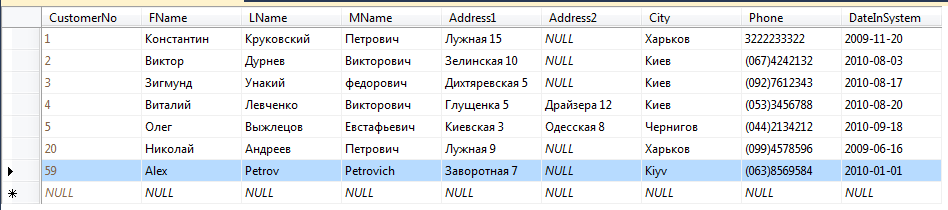 CustomerNo FName LName MName Address1 Address2 City Phone DateInSystem
1 Константин Круковский Петрович Лужная 15 NULL Харьков 3222233322 2009-11-20
2 Виктор Дурнев Викторович Зелинская 10 NULL Киев (067)4242132 2010-08-03
3 Зигмунд Унакий федорович Дихтяревская 5 NULL Киев (092)7612343 2010-08-17
4 Виталий Левченко Викторович Глущенка 5 Драйзера 12 Киев (053)3456788 2010-08-20
5 Олег Выжлецов Евстафьевич Киевская 3 Одесская 8 Чернигов (044)2134212 2010-09-18
20 Николай Андреев Петрович Лужная 9 NULL Харьков (099)4578596 2009-06-16
59 Alex Petrov Petrovich Заворотная 7 NULL Kiyv (063)8569584 2010-01-01
NULL NULL NULL NULL NULL NULL NULL NULL NULL